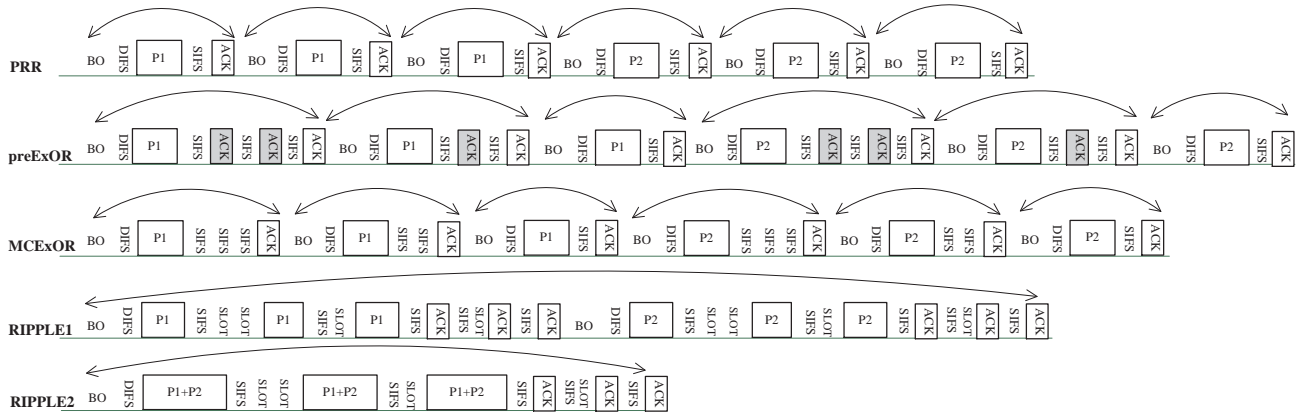 PRR BO DIFS P1 SIFS ACK BO DIFS P1 SIFS ACK BO DIFS P1 SIFS ACK BO DIFS P2 SIFS ACK BO DIFS P2 SIFS ACK BO DIFS P2 SIFS ACK
preExOR BO DIFS P1 SIFS ACK SIFS ACK SIFS ACK BO DIFS P1 SIFS ACK SIFS ACK BO DIFS P1 SIFS ACK BO DIFS P2 SIFS ACK SIFS ACK SIFS ACK BO DIFS P2 SIFS ACK SIFS ACK BO DIFS P2 SIFS ACK
MCExOR BO DIFS P1 SIFS SIFS SIFS ACK BO DIFS P1 SIFS SIFS ACK BO DIFS P1 SIFS ACK BO DIFS P2 SIFS SIFS SIFS ACK BO DIFS P2 SIFS SIFS ACK BO DIFS P2 SIFS ACK
RIPPLE1 BO DIFS P1 SIFS SLOT SLOT P1 SIFS SLOT P1 SIFS ACK SIFS SLOT ACK SIFS ACK BO DIFS P2 SIFS SLOT SLOT P2 SIFS SLOT P2 SIFS ACK SIFS SLOT ACK SIFS ACK
RIPPLE2 BO DIFS P1+P2 SIFS SLOT SLOT P1+P2 SIFS SLOT P1+P2 SIFS ACK SIFS SLOT ACK SIFS ACK